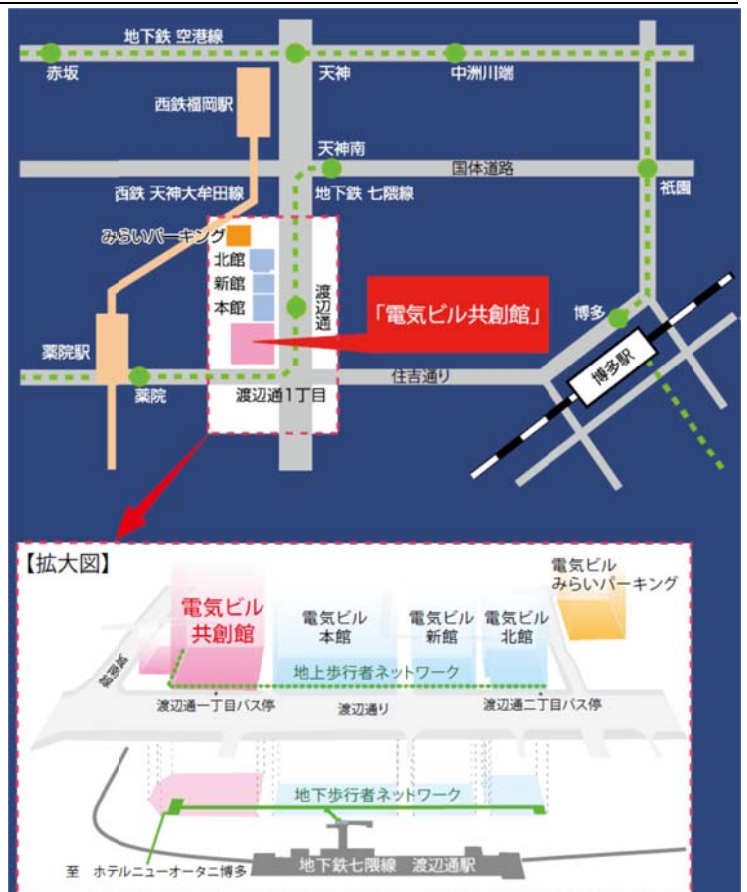 地下鉄 空港線
赤坂
天神
中洲川端
西鉄福岡駅
天神南
国体道路
祇園
西鉄 天神大牟田線
地下鉄 七隈線
みらいパーキング
北館
新館
本館
渡辺通
「電気ビル共創館」
博多
博多駅
薬院駅
薬院
渡辺通1丁目
住吉通り
【拡大図】
電気ビル
みらいパーキング
電気ビル
共創館
電気ビル
本館
電気ビル
新館
電気ビル
北館
地上歩行者ネットワーク
渡辺通一丁目バス停
渡辺通り
渡辺通二丁目バス停
地下歩行者ネットワーク
至 ホテルニューオータニ博多
地下鉄七隈線 渡辺通駅